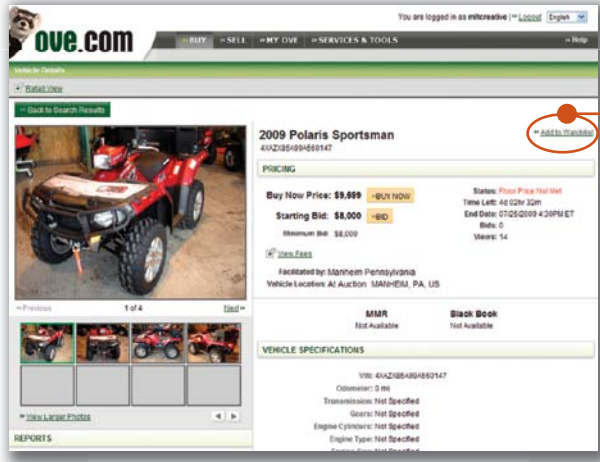 You are logged in as mitcreative | Logout English
ove.com
BUY SELL MY OVE SERVICES & TOOLS Help
Vehicle Details
Retail View
Back to Search Results
2009 Polaris Sportsman
Add to Watchlist
PRICING
Buy Now Price: $9,699 BUY NOW
Status: Floor Price Not Met
Time Left: 4d 02hr 32m
Starting Bid: $8,000 BID
End Date: 07/25/2009 4:30PM ET
Bids: 0
Minimum Bid: $8,000
Views: 14
View Fees
Facilitated by: Manheim Pennsylvania
Vehicle Location: At Auction MANHEIM, PA, US
Previous 1 of 4 Next
MMR Black Book
Not Available Not Available
VEHICLE SPECIFICATIONS
VIN:
Odometer: 0 mi
Transmission: Not Specified
Gears: Not Specified
Engine Cylinders: Not Specified
Engine Type: Not Specified
View Larger Photos
REPORTS